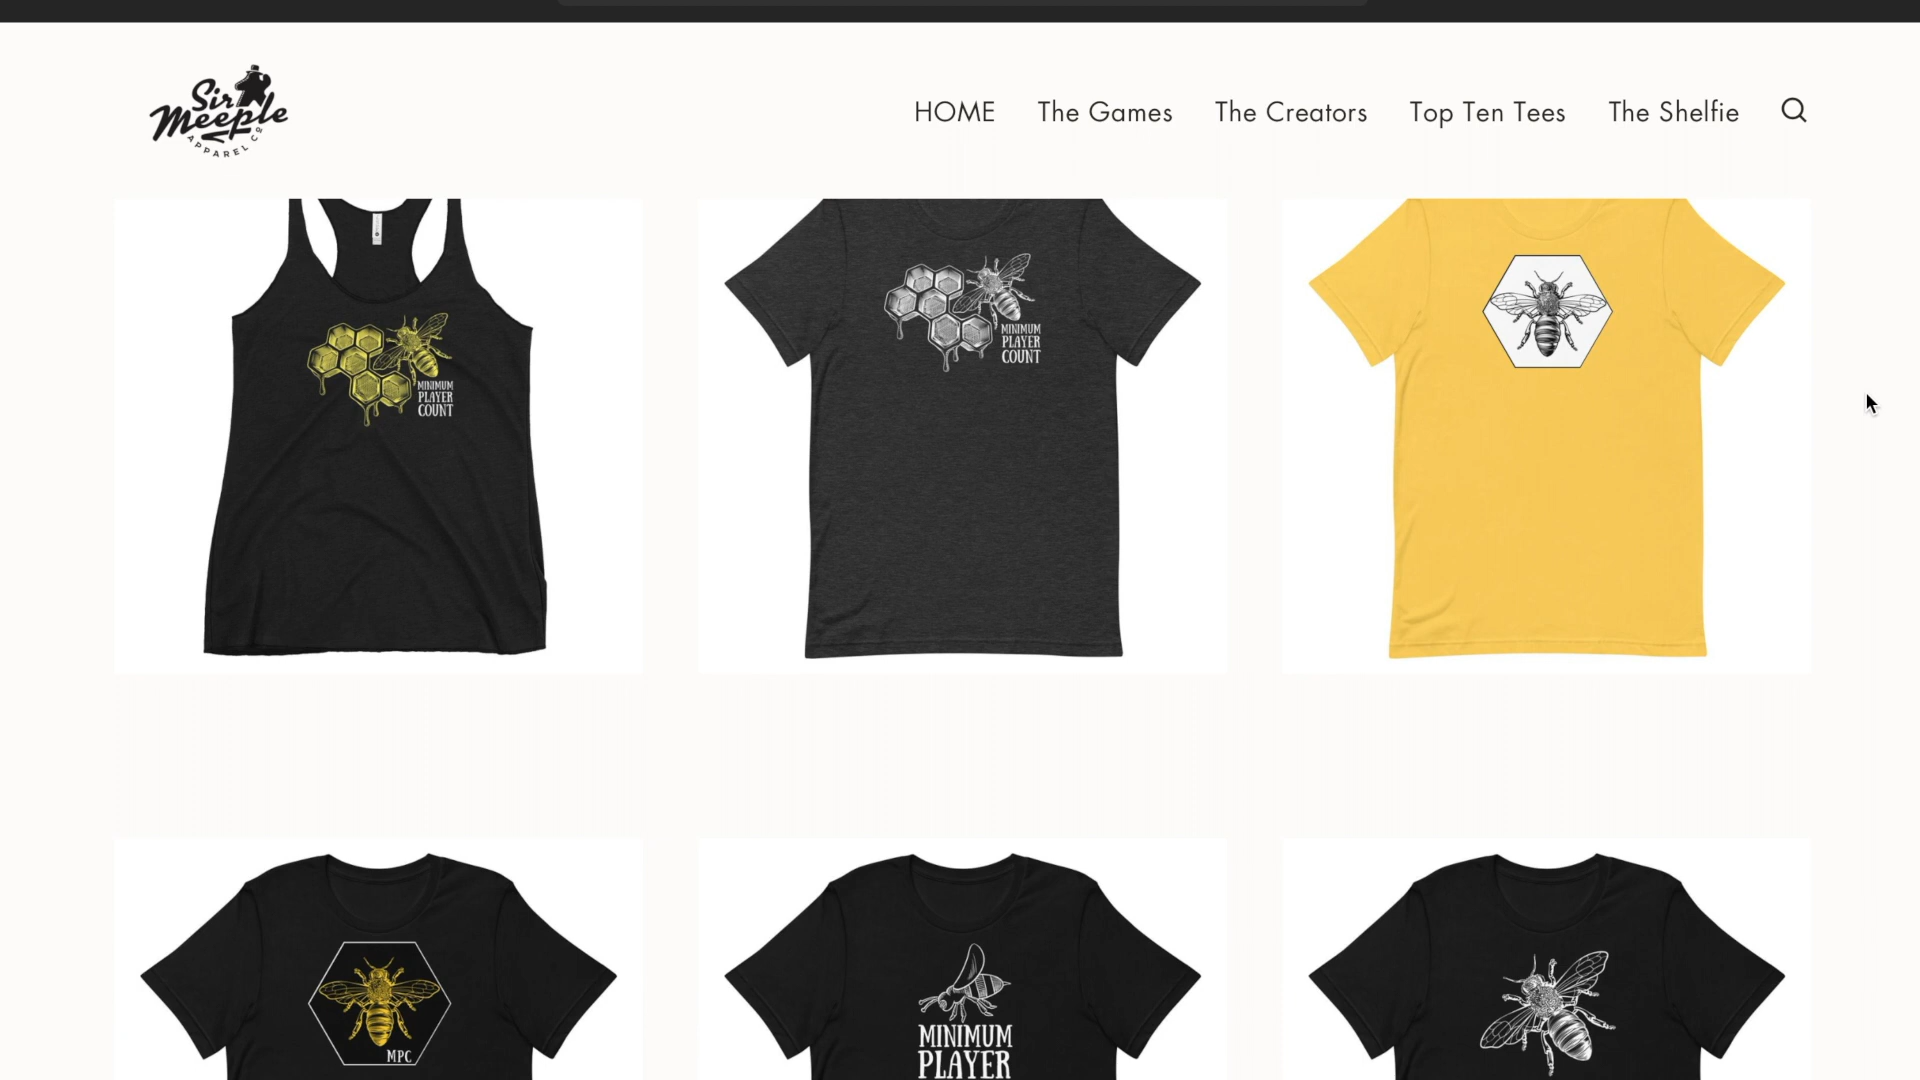 Sir
Meeple
APPAREL CO
HOME The Games The Creators Top Ten Tees The Shelfie
MINIMUM
PLAYER
COUNT
MINIMUM
PLAYER
COUNT
MPC
MINIMUM
PLAYER